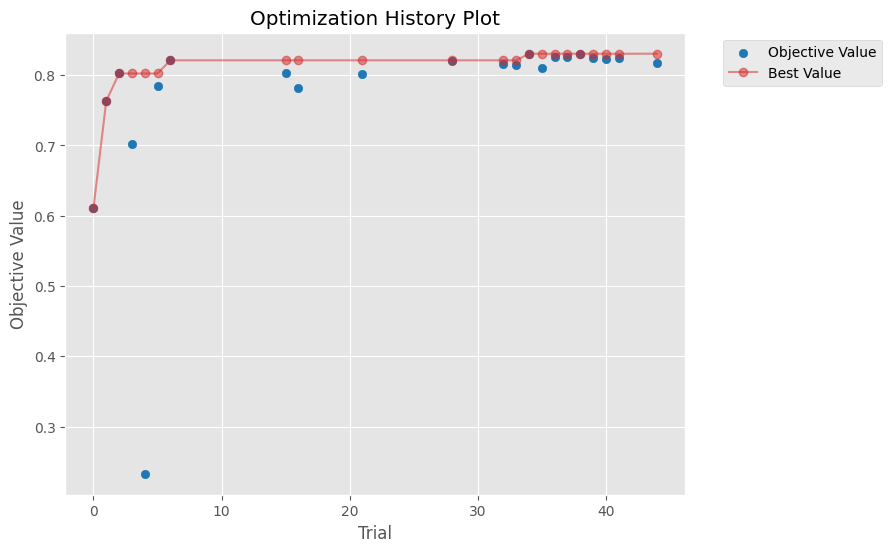 Optimization History Plot
Objective Value
Best Value
Objective Value
0.8
0.7
0.6
0.5
0.4
0.3
0 10 20 30 40
Trial